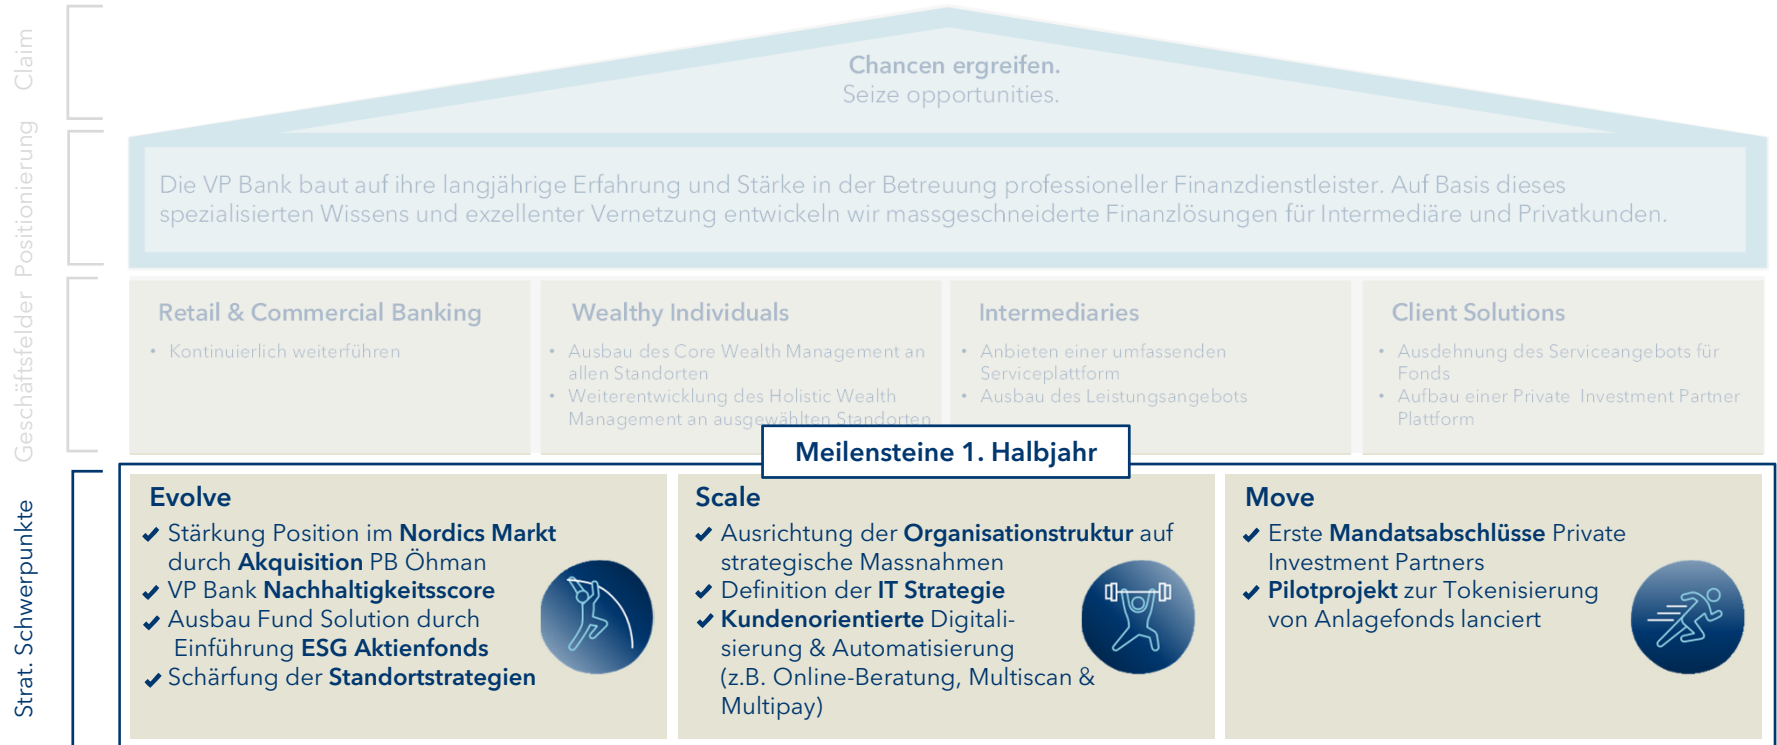 Claim
Chancen ergreifen.
Seize opportunities.
Positionierung
Die VP Bank baut auf ihre langjährige Erfahrung und Stärke in der Betreuung professioneller Finanzdienstleister. Auf Basis dieses
spezialisierten Wissens und exzellenter Vernetzung entwickeln wir massgeschneiderte Finanzlösungen für Intermediäre und Privatkunden.
Geschäftsfelder
Retail & Commercial Banking
• Kontinuierlich weiterführen
Wealthy Individuals
• Ausbau des Core Wealth Management an
allen Standorten
• Weiterentwicklung des Holistic Wealth
Management an ausgewählten Standorten
Intermediaries
• Anbieten einer umfassenden
Serviceplattform
• Ausbau des Leistungsangebots
Client Solutions
• Ausdehnung des Serviceangebots für
Fonds
• Aufbau einer Private Investment Partner
Plattform
Meilensteine 1. Halbjahr
Strat. Schwerpunkte
Evolve
✔ Stärkung Position im Nordics Markt
durch Akquisition PB Öhman
✔ VP Bank Nachhaltigkeitsscore
✔ Ausbau Fund Solution durch
Einführung ESG Aktienfonds
✔ Schärfung der Standortstrategien
Scale
✔ Ausrichtung der Organisationstruktur auf
strategische Massnahmen
✔ Definition der IT Strategie
✔ Kundenorientierte Digitali-
sierung & Automatisierung
(z.B. Online-Beratung, Multiscan &
Multipay)
Move
✔ Erste Mandatsabschlüsse Private
Investment Partners
✔ Pilotprojekt zur Tokenisierung
von Anlagefonds lanciert